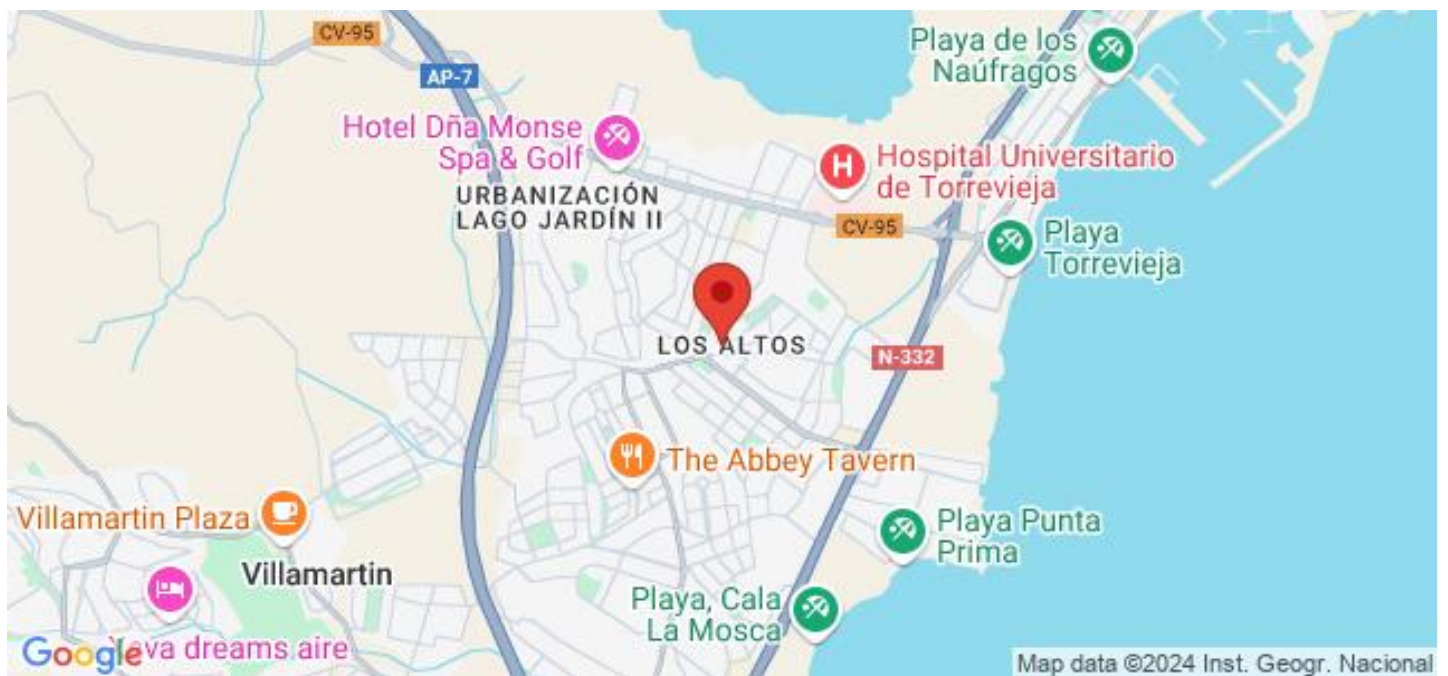 CV-95
Playa de los
Naúfragos
AP-7
Hotel Dña Monse
Spa & Golf
Hospital Universitario
de Torrevieja
URBANIZACIÓN
LAGO JARDÍN II
CV-95
Playa
Torrevieja
LOS ALTOS
N-332
The Abbey Tavern
Villamartin Plaza
Playa Punta
Prima
Villamartin
Playa, Cala
La Mosca
dreams aire
Google
Map data ©2024 Inst. Geogr. Nacional